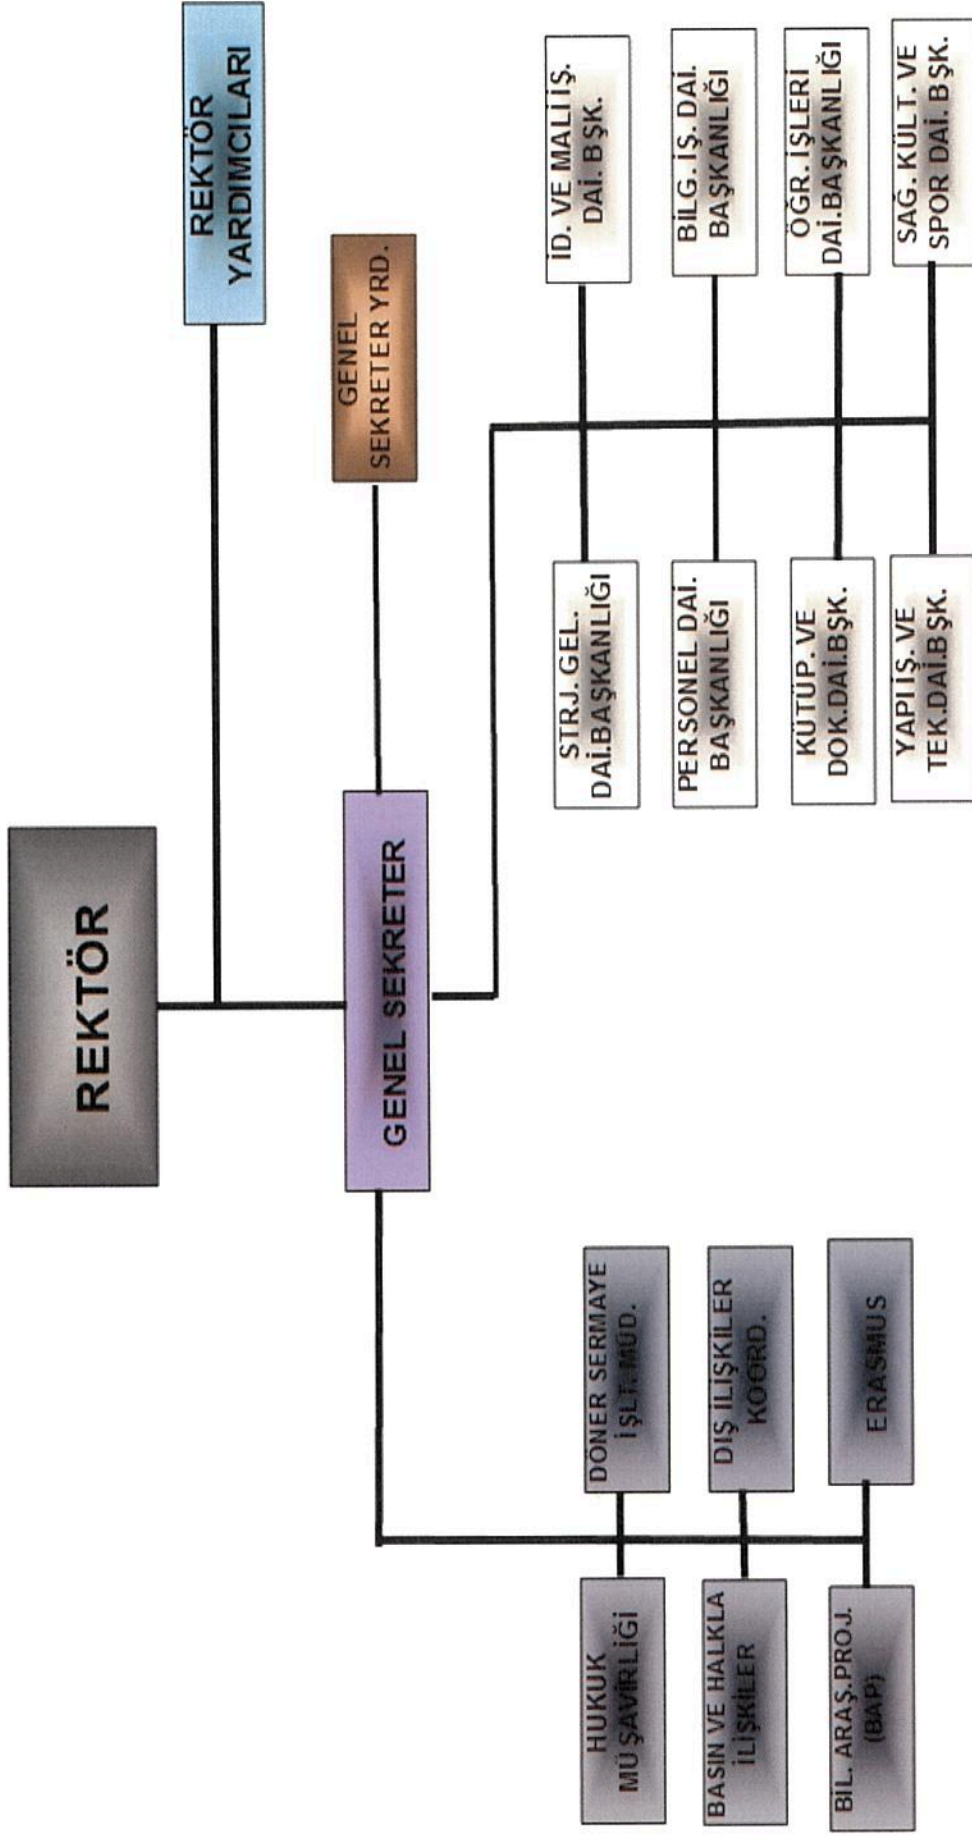 REKTÖR
REKTÖR
YARDIMCILARI
GENEL SEKRETER
GENEL
SEKRETER YRD.
HUKUK
MÜŞAVİRLİĞİ
DÖNER SERMAYE
İŞLT. MÜD.
BASIN VE HALKLA
İLİŞKİLER
DIŞ İLİŞKİLER
KOORD.
BİL. ARAŞ.PROJ.
(BAP)
ERASMUS
STRJ. GEL.
DAİ.BAŞKANLIĞI
İD. VE MALİ İŞ.
DAİ. BŞK.
PERSONEL DAİ.
BAŞKANLIĞI
BİLG. İŞ. DAİ.
BAŞKANLIĞI
KÜTÜP. VE
DOK.DAİ.BŞK.
ÖĞR. İŞLERİ
DAİ.BAŞKANLIĞI
YAPI İŞ. VE
TEK.DAİ.BŞK.
SAĞ. KÜLT. VE
SPOR DAİ. BŞK.